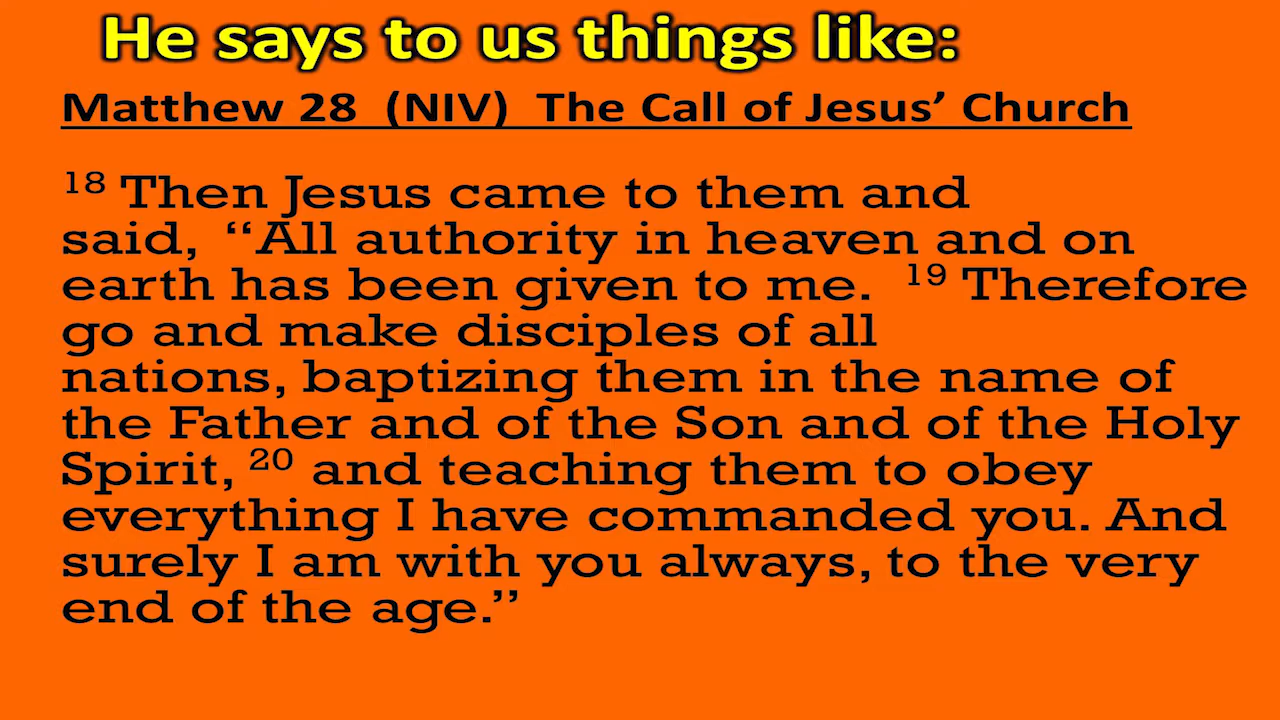 He says to us things like:
Matthew 28 (NIV) The Call of Jesus’ Church
18 Then Jesus came to them and
said, “All authority in heaven and on
earth has been given to me. 19 Therefore
go and make disciples of all
nations, baptizing them in the name of
the Father and of the Son and of the Holy
Spirit, 20 and teaching them to obey
everything I have commanded you. And
surely I am with you always, to the very
end of the age.”